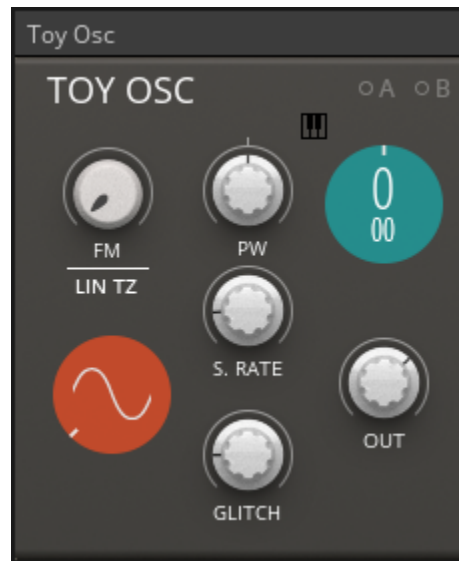 Toy Osc
TOY OSC
A B
0
00
FM
PW
LIN TZ
S. RATE
OUT
GLITCH